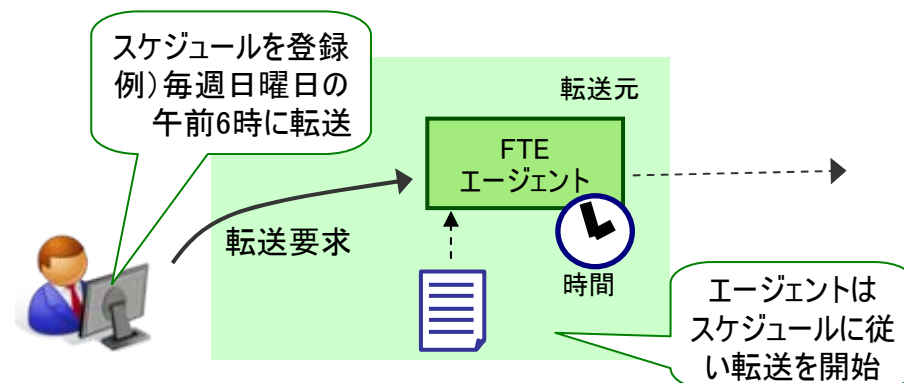 スケジュールを登録
例）毎週日曜日の
午前6時に転送
転送元
FTE
エージェント
転送要求
時間
エージェントは
スケジュールに従
い転送を開始